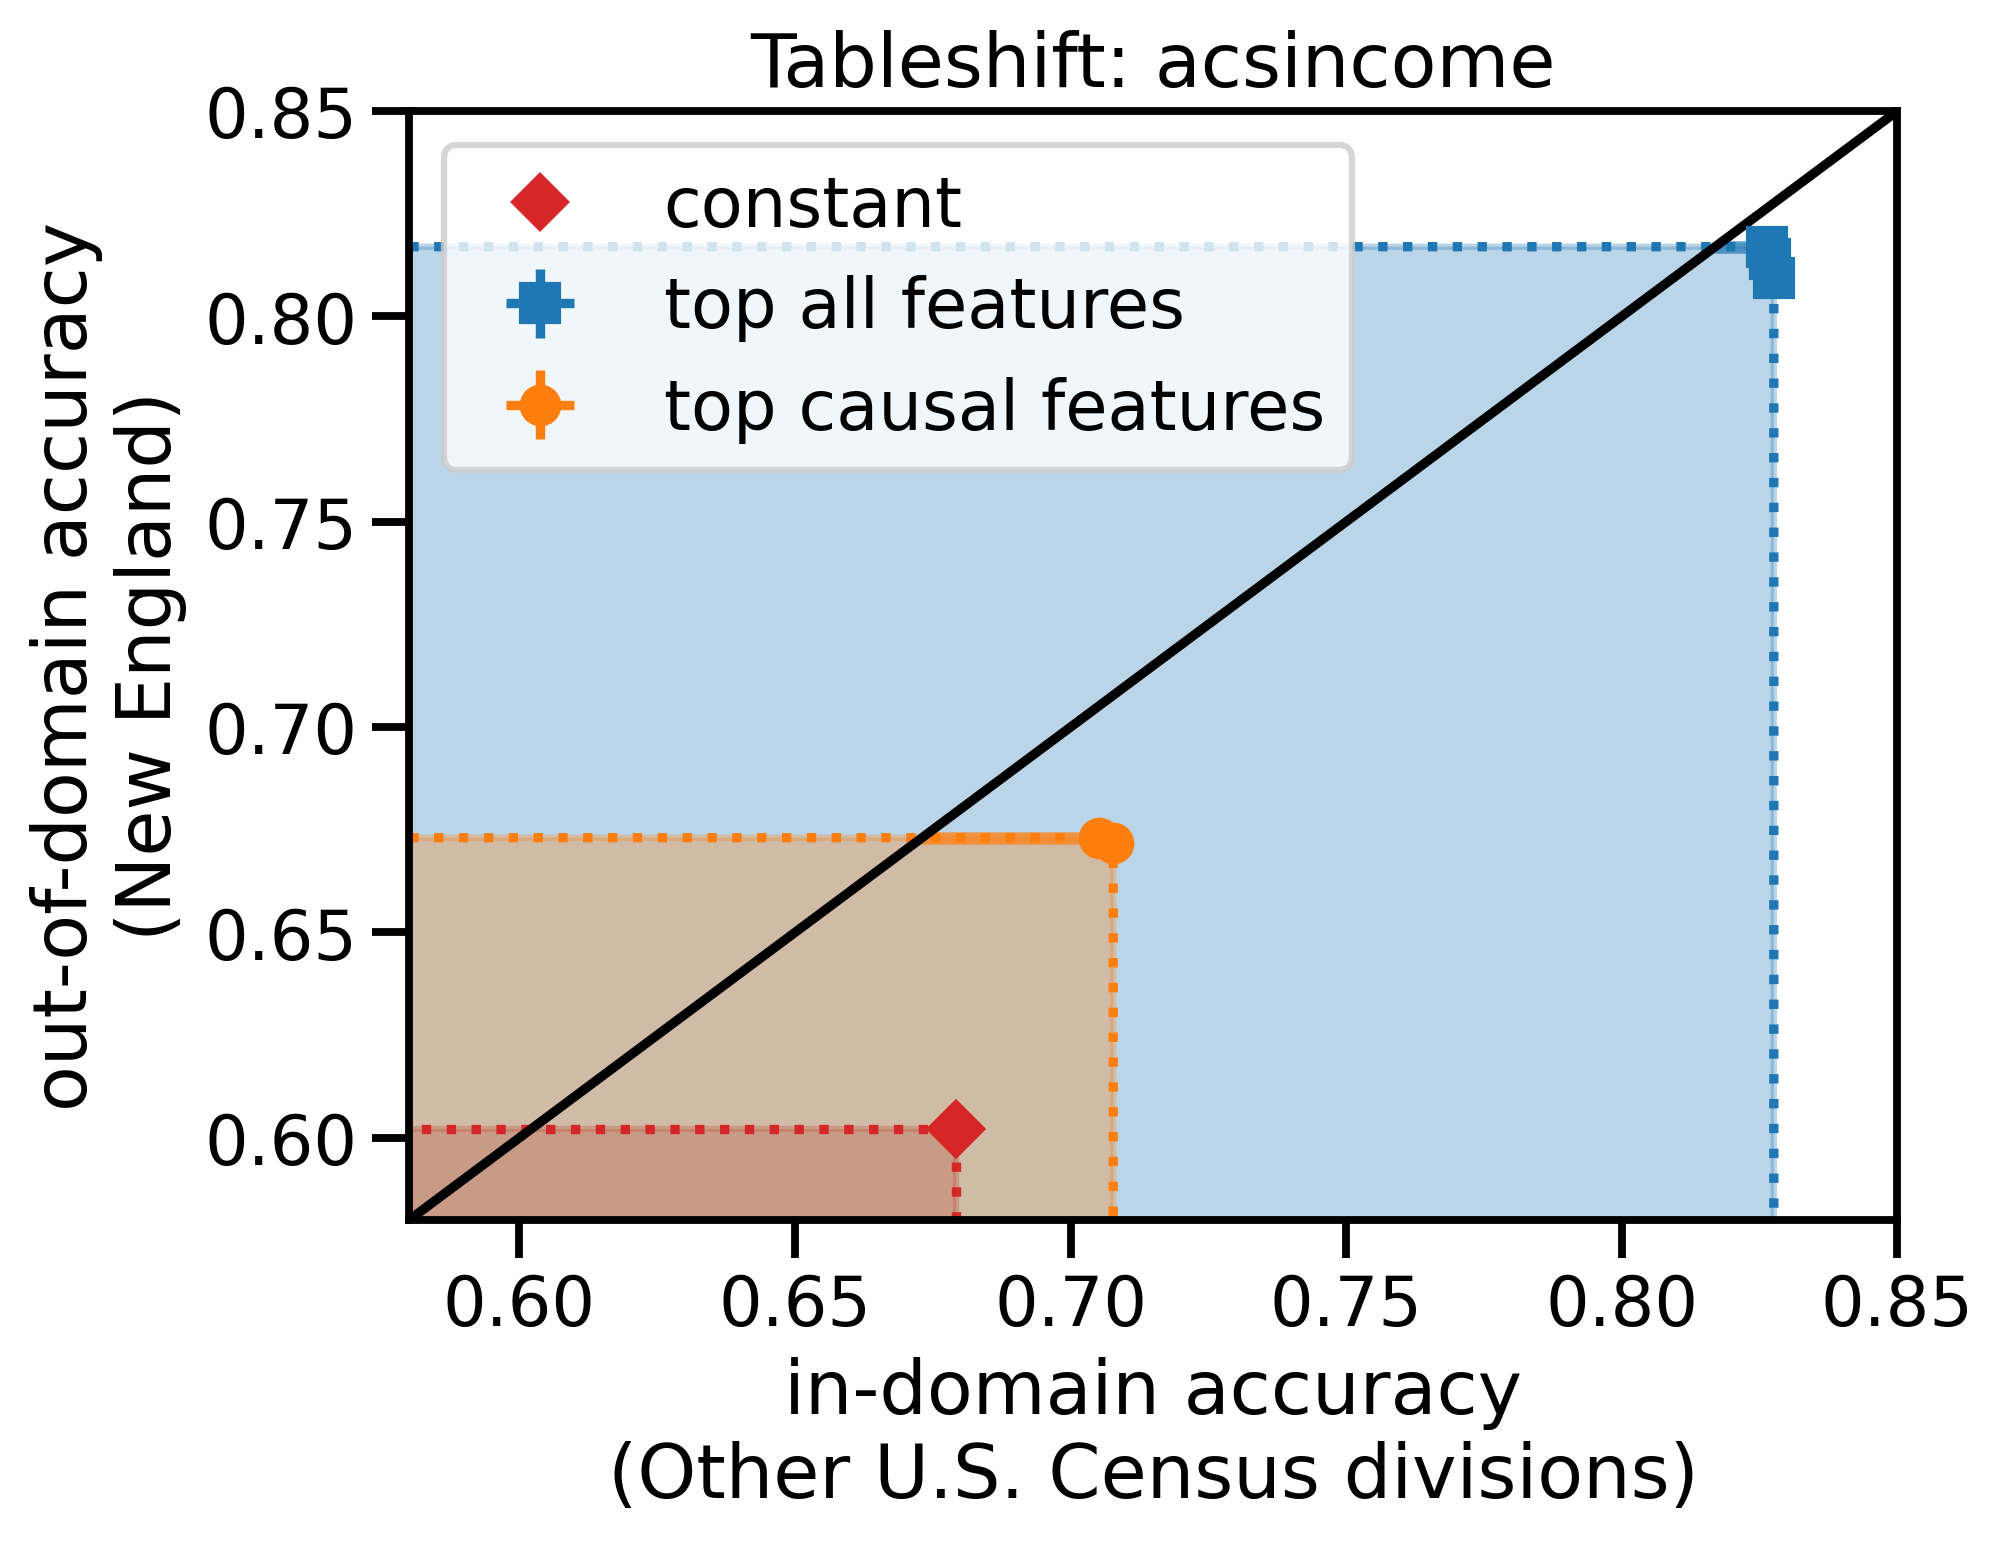 Tableshift: acsincome
0.85
0.80
0.75
0.70
0.65
0.60
out-of-domain accuracy
(New England)
constant
top all features
top causal features
0.60 0.65 0.70 0.75 0.80 0.85
in-domain accuracy
(Other U.S. Census divisions)